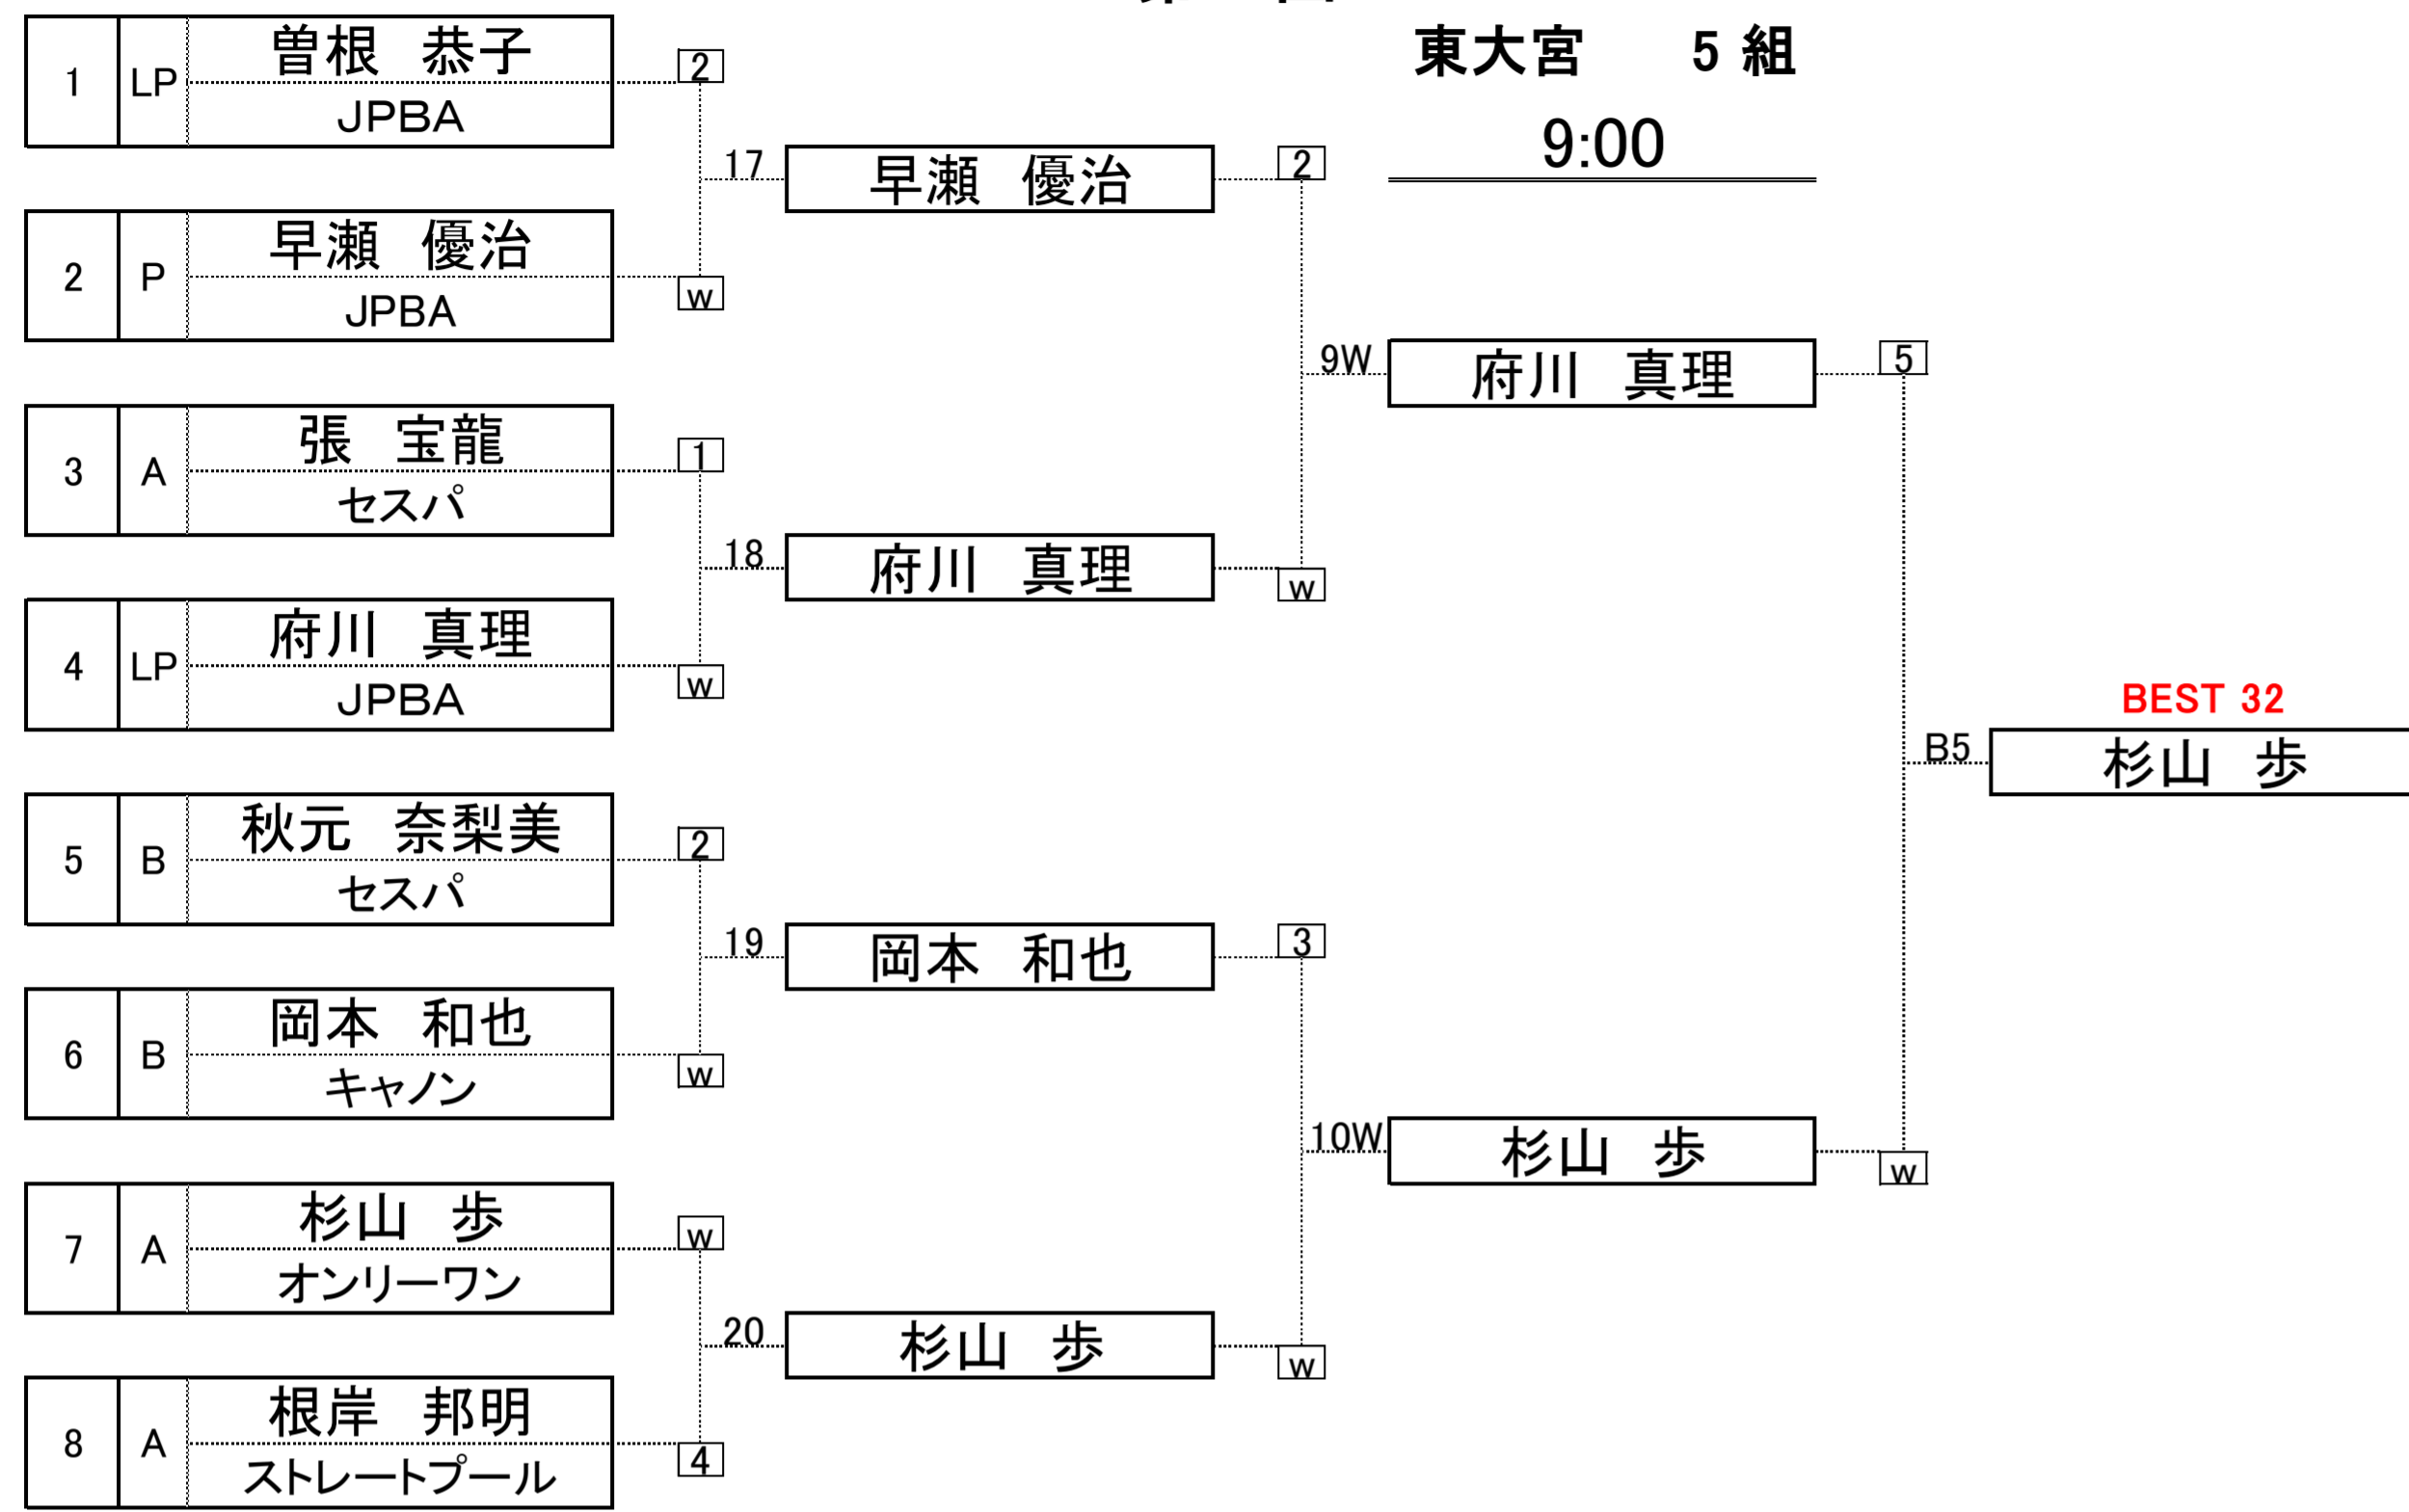 東大宮 5 組
9:00
1 LP 曽根 恭子 2
JPBA
17 早瀬 優治 2
2 P 早瀬 優治 w
JPBA
9W 府川 真理 5
3 A 張 宝龍 1
セスパ
18 府川 真理 w
4 LP 府川 真理 w
JPBA
BEST 32
B5 杉山 歩
5 B 秋元 奈梨美 2
セスパ
19 岡本 和也 3
6 B 岡本 和也 w
キャノン
10W 杉山 歩 w
7 A 杉山 歩 w
オンリーワン
20 杉山 歩 w
8 A 根岸 邦明 4
ストレートプール